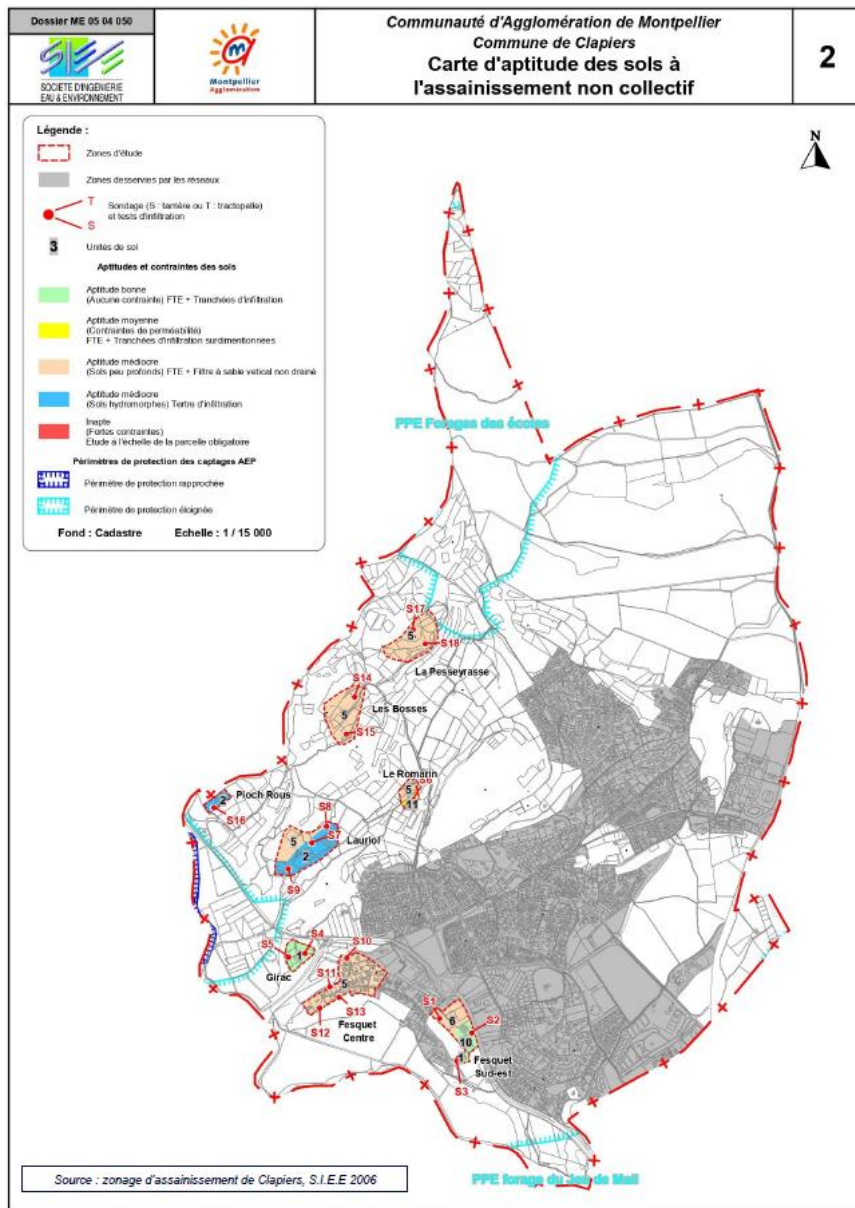 Dossier ME 05 04 050
SOCIETE D'INGENIERIE
EAU & ENVIRONNEMENT
Montpellier
Agglomération
Communauté d'Agglomération de Montpellier
Commune de Clapiers
Carte d'aptitude des sols à
l'assainissement non collectif
2
Légende :
Zones d'étude
Zones desservies par les réseaux
T
S
Sondage (S : tarrière ou T : tractopelle)
et tests d'infiltration
3
Unités de sol
Aptitudes et contraintes des sols
Aptitude bonne
(Aucune contrainte) FTE + Tranchées d'infiltration
Aptitude moyenne
(Contraintes de perméabilité)
FTE + Tranchées d'infiltration surdimentionnées
Aptitude médiocre
(Sols peu profonds) FTE + Filtre à sable vetical non drainé
Aptitude médiocre
(Sols hydromorphes) Tertre d'infiltration
Inapte
(Fortes contraintes)
Etude à l'échelle de la parcelle obligatoire
Périmètres de protection des captages AEP
Périmètre de protection rapprochée
Périmètre de protection éloignée
Fond : Cadastre Echelle : 1 / 15 000
N
PPE Forages des écoles
S17
5
S18
La Pesseyrasse
S14
Les Bosses
5
S15
Le Romarin
S6
5
11
Pioch Rous
2
S16
S8
S7
Lauriol
5
2
S9
S4
S5
1
Girac
S10
S11
5
S13
S12
Fesquet
Centre
S1
6
S2
10
1
Fesquet
Sud-est
S3
PPE forage du Jeu de Mail
Source : zonage d'assainissement de Clapiers, S.I.E.E 2006